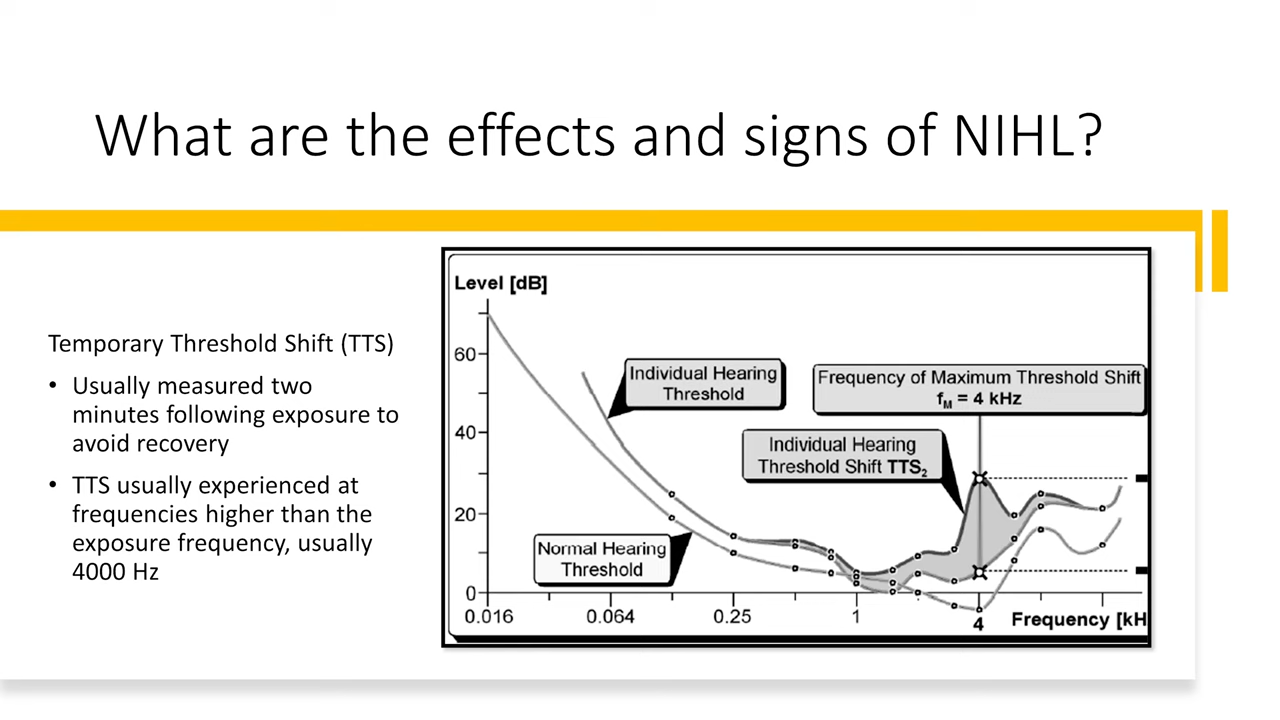 What are the effects and signs of NIHL?
Temporary Threshold Shift (TTS)
• Usually measured two
minutes following exposure to
avoid recovery
• TTS usually experienced at
frequencies higher than the
exposure frequency, usually
4000 Hz
Level [dB]
60
40
20
0
Individual Hearing
Threshold
Frequency of Maximum Threshold Shift
fM = 4 kHz
Individual Hearing
Threshold Shift TTS2
Normal Hearing
Threshold
0.016 0.064 0.25 1 4 Frequency [kH